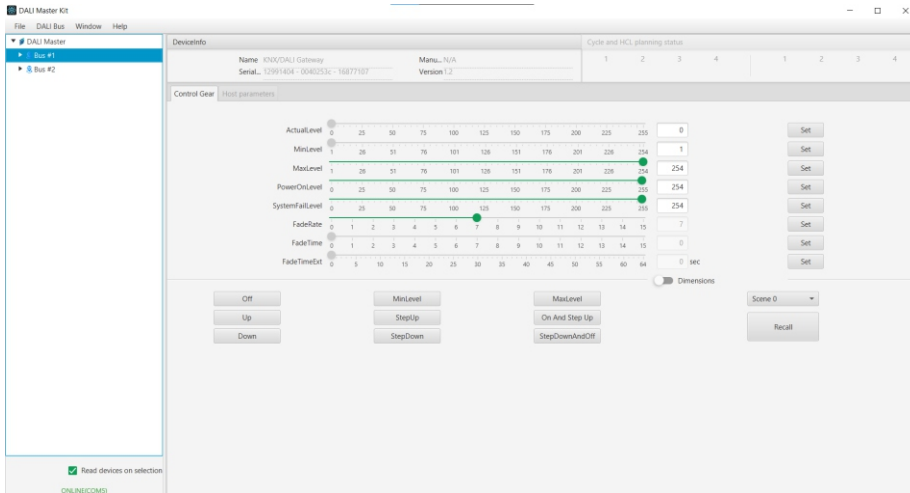 DALI Master Kit
File DALI Bus Window Help
DALI Master
Bus #1
Bus #2
DeviceInfo
Name KNX/DALI Gateway
Manu... N/A
Serial... 12991404 - 0040253c - 16877107
Version 1.2
Cycle and HCL planning status
1 2 3 4 1 2 3 4
Control Gear Host parameters
ActualLevel 0 25 50 75 100 125 150 175 200 225 255 0 Set
MinLevel 1 26 51 76 101 126 151 176 201 226 254 1 Set
MaxLevel 1 26 51 76 101 126 151 176 201 226 254 254 Set
PowerOnLevel 0 25 50 75 100 125 150 175 200 225 255 254 Set
SystemFailLevel 0 25 50 75 100 125 150 175 200 225 255 254 Set
FadeRate 0 1 2 3 4 5 6 7 8 9 10 11 12 13 14 15 7 Set
FadeTime 0 1 2 3 4 5 6 7 8 9 10 11 12 13 14 15 0 Set
FadeTimeExt 0 5 10 15 20 25 30 35 40 45 50 55 60 64 0 sec Set
Dimensions
Off MinLevel MaxLevel Scene 0
Up StepUp On And Step Up
Recall
Down StepDown StepDownAndOff
Read devices on selection
ONLINE(COM5)